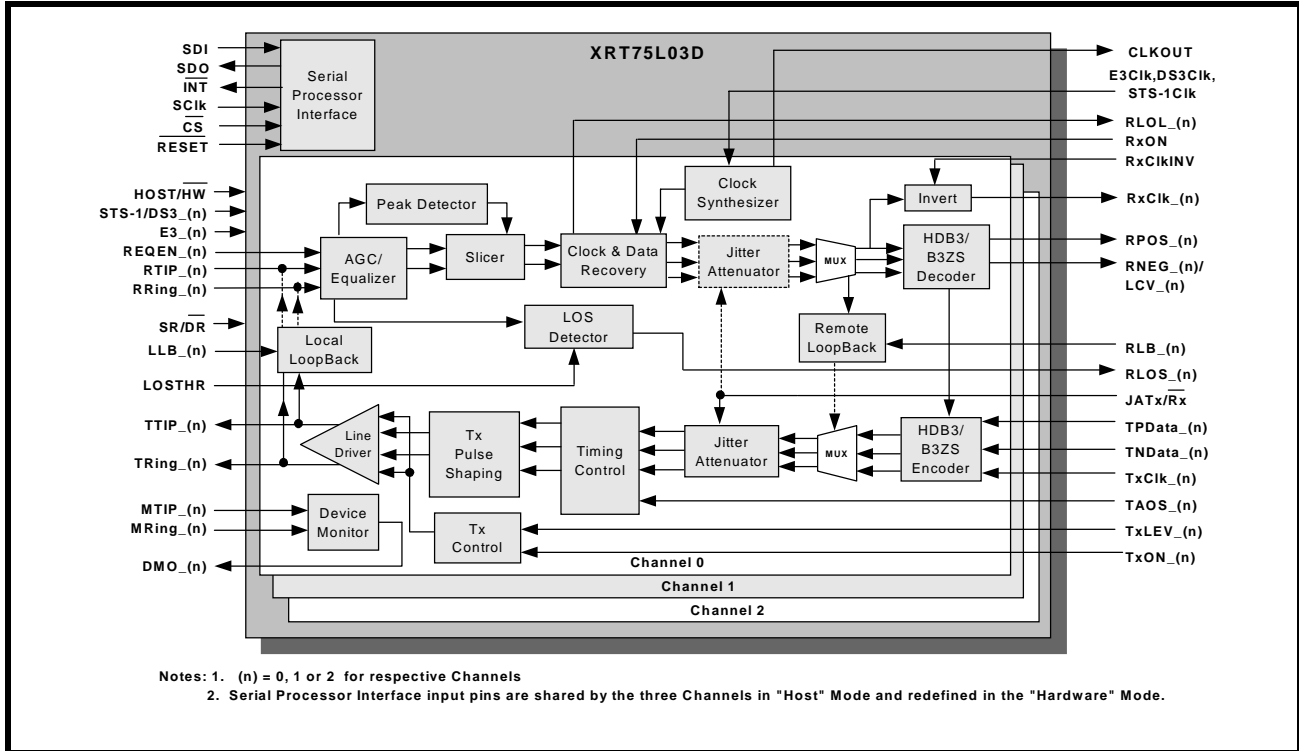 XRT75L03D
SDI
SDO
INT
SClk
CS
RESET
Serial
Processor
Interface
HOST/HW
STS-1/DS3_(n)
E3_(n)
REQEN_(n)
RTIP_(n)
RRing_(n)
SR/DR
LLB_(n)
LOSTHR
TTIP_(n)
TRing_(n)
MTIP_(n)
MRing_(n)
DMO_(n)
Peak Detector
AGC/
Equalizer
Slicer
Clock & Data
Recovery
Clock
Synthesizer
Jitter
Attenuator
MUX
Invert
HDB3/
B3ZS
Decoder
LOS
Detector
Remote
LoopBack
Local
LoopBack
Line
Driver
Tx
Pulse
Shaping
Timing
Control
Jitter
Attenuator
MUX
HDB3/
B3ZS
Encoder
Device
Monitor
Tx
Control
Channel 0
Channel 1
Channel 2
CLKOUT
E3Clk,DS3Clk,
STS-1Clk
RLOL_(n)
RxON
RxClkINV
RxClk_(n)
RPOS_(n)
RNEG_(n)/
LCV_(n)
RLB_(n)
RLOS_(n)
JATx/Rx
TPData_(n)
TNData_(n)
TxClk_(n)
TAOS_(n)
TxLEV_(n)
TxON_(n)
Notes: 1. (n) = 0, 1 or 2 for respective Channels
2. Serial Processor Interface input pins are shared by the three Channels in "Host" Mode and redefined in the "Hardware" Mode.